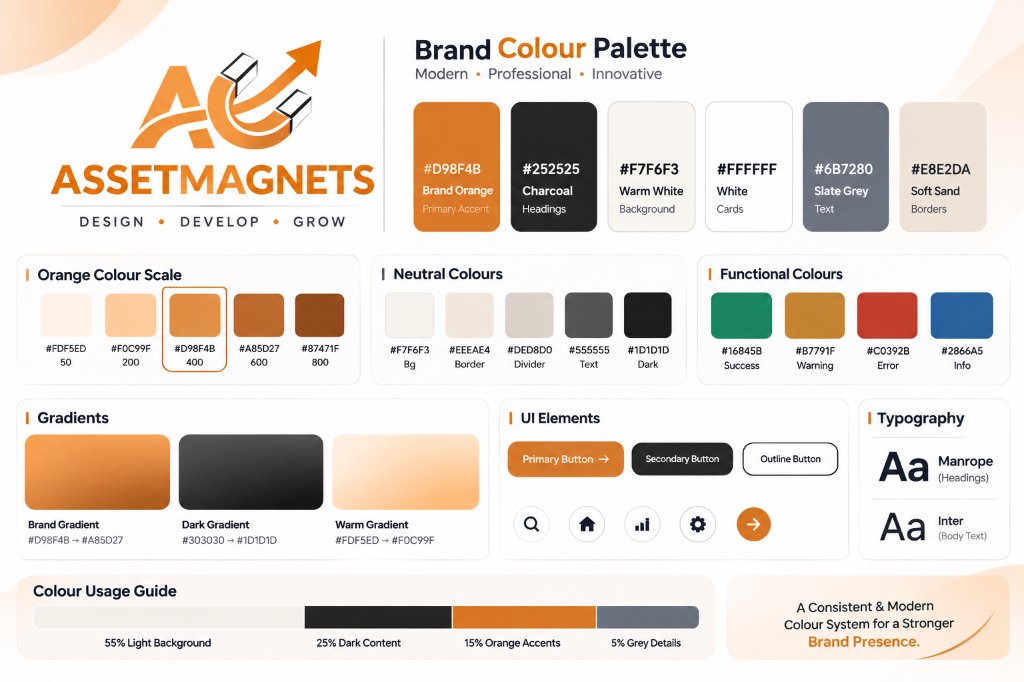 ASSETMAGNETS
DESIGN • DEVELOP • GROW
Brand Colour Palette
Modern • Professional • Innovative
#D98F4B
Brand Orange
Primary Accent
#252525
Charcoal
Headings
#F7F6F3
Warm White
Background
#FFFFFF
White
Cards
#6B7280
Slate Grey
Text
#E8E2DA
Soft Sand
Borders
Orange Colour Scale
#FDF5ED
50
#F0C99F
200
#D98F4B
400
#A85D27
600
#87471F
800
Neutral Colours
#F7F6F3
Bg
#EEEAE4
Border
#DED8D0
Divider
#555555
Text
#1D1D1D
Dark
Functional Colours
#16845B
Success
#B7791F
Warning
#C0392B
Error
#2866A5
Info
Gradients
Brand Gradient
#D98F4B → #A85D27
Dark Gradient
#303030 → #1D1D1D
Warm Gradient
#FDF5ED → #F0C99F
UI Elements
Primary Button →
Secondary Button
Outline Button
Typography
Aa Manrope
(Headings)
Aa Inter
(Body Text)
Colour Usage Guide
55% Light Background
25% Dark Content
15% Orange Accents
5% Grey Details
A Consistent & Modern
Colour System for a Stronger
Brand Presence.